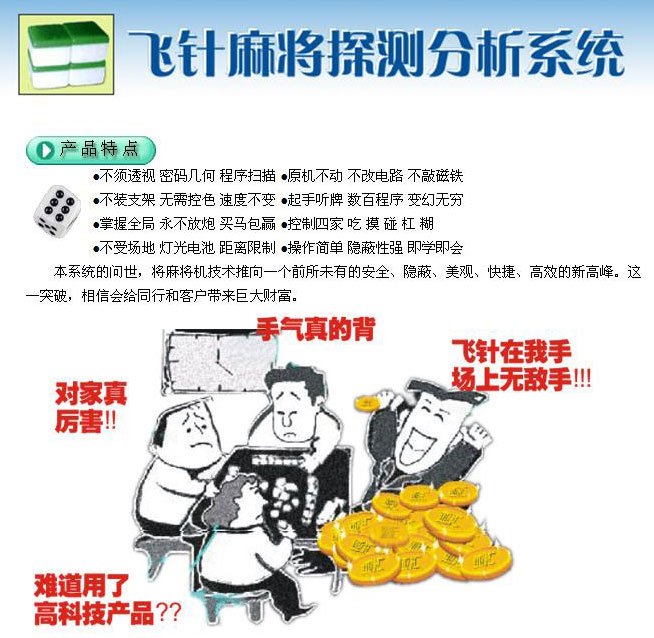 飞针麻将探测分析系统
产品特点
●不须透视 密码几何 程序扫描 ●原机不动 不改电路 不敲磁铁
●不装支架 无需控色 速度不变 ●起手听牌 数百程序 变幻无穷
●掌握全局 永不放炮 买马包赢 ●控制四家 吃 摸 碰 杠 糊
●不受场地 灯光电池 距离限制 ●操作简单 隐蔽性强 即学即会
本系统的问世，将麻将机技术推向一个前所未有的安全、隐蔽、美观、快捷、高效的新高峰。这
一突破，相信会给同行和客户带来巨大财富。
手气真的背
飞针在我手
场上无敌手!!!
对家真
厉害!!
难道用了
高科技产品??